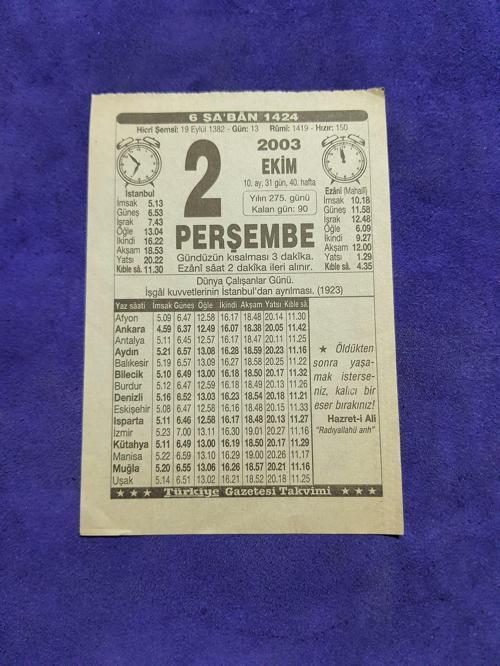 6 ŞA'BÂN 1424
Hicrî Şemsî: 19 Eylül 1382 - Gün: 13 Rûmî: 1419 - Hızır: 150
2
2003
EKİM
10. ay, 31 gün, 40. hafta
Yılın 275. günü
Kalan gün: 90
PERŞEMBE
Gündüzün kısalması 3 dakîka.
Ezânî sâat 2 dakîka ileri alınır.
İstanbul
İmsak 5.13
Güneş 6.53
İşrak 7.43
Öğle 13.04
İkindi 16.22
Akşam 18.53
Yatsı 20.22
Kıble sâ. 11.30
Ezânî (Mahallî)
İmsak 10.18
Güneş 11.58
İşrak 12.48
Öğle 6.09
İkindi 9.27
Akşam 12.00
Yatsı 1.29
Kıble sâ. 4.35
Dünya Çalışanlar Günü.
İşgâl kuvvetlerinin İstanbul'dan ayrılması. (1923)
Yaz sâati İmsak Güneş Öğle İkindi Akşam Yatsı Kıble sâ.
Afyon 5.09 6.47 12.58 16.17 18.48 20.14 11.30
Ankara 4.59 6.37 12.49 16.07 18.38 20.05 11.42
Antalya 5.11 6.45 12.57 16.17 18.47 20.11 11.25
Aydın 5.21 6.57 13.08 16.28 18.59 20.23 11.16
Balıkesir 5.19 6.57 13.09 16.27 18.58 20.25 11.22
Bilecik 5.10 6.49 13.00 16.18 18.50 20.17 11.32
Burdur 5.12 6.47 12.59 16.18 18.49 20.13 11.26
Denizli 5.16 6.52 13.03 16.23 18.54 20.18 11.21
Eskişehir 5.08 6.47 12.58 16.16 18.48 20.15 11.33
Isparta 5.11 6.46 12.58 16.17 18.48 20.13 11.27
İzmir 5.23 7.00 13.11 16.30 19.01 20.27 11.16
Kütahya 5.11 6.49 13.00 16.19 18.50 20.17 11.29
Manisa 5.22 6.59 13.10 16.29 19.00 20.26 11.17
Muğla 5.20 6.55 13.06 16.26 18.57 20.21 11.16
Uşak 5.14 6.51 13.02 16.21 18.52 20.18 11.25
★ Öldükten
sonra yaşa-
mak isterse-
niz, kalıcı bir
eser bırakınız!
Hazret-i Ali
"Radıyallâhü anh"
★ ★ ★ Türkiye Gazetesi Takvimi ★ ★ ★